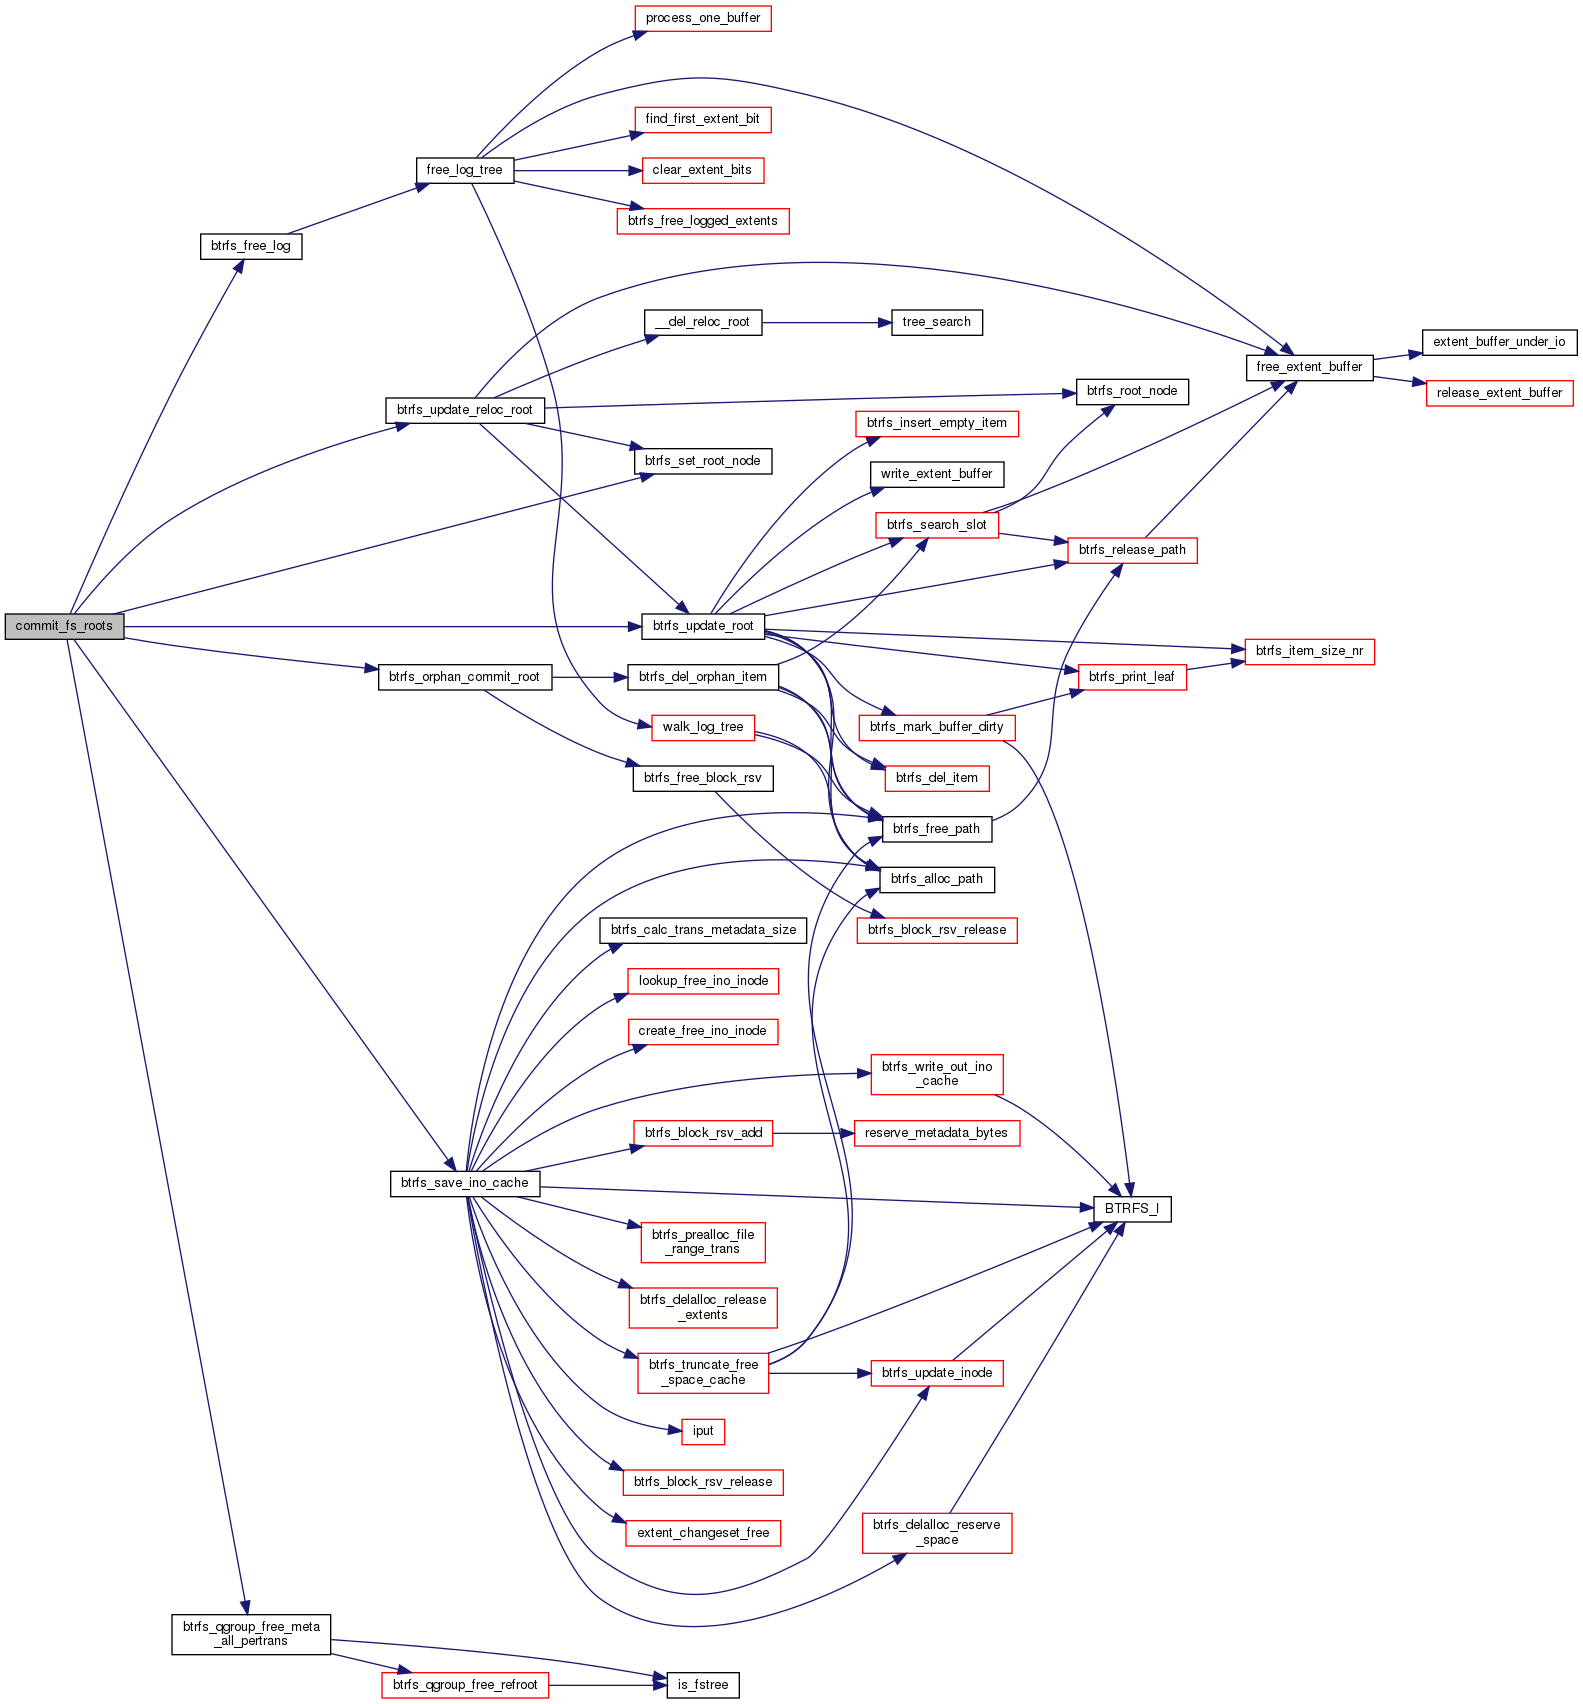 process_one_buffer
find_first_extent_bit
free_log_tree
clear_extent_bits
btrfs_free_logged_extents
btrfs_free_log
__del_reloc_root
tree_search
extent_buffer_under_io
free_extent_buffer
btrfs_root_node
release_extent_buffer
btrfs_update_reloc_root
btrfs_insert_empty_item
btrfs_set_root_node
write_extent_buffer
btrfs_search_slot
btrfs_release_path
commit_fs_roots
btrfs_update_root
btrfs_item_size_nr
btrfs_orphan_commit_root
btrfs_del_orphan_item
btrfs_print_leaf
walk_log_tree
btrfs_mark_buffer_dirty
btrfs_free_block_rsv
btrfs_del_item
btrfs_free_path
btrfs_alloc_path
btrfs_calc_trans_metadata_size
btrfs_block_rsv_release
lookup_free_ino_inode
create_free_ino_inode
btrfs_write_out_ino
_cache
btrfs_block_rsv_add
reserve_metadata_bytes
btrfs_save_ino_cache
BTRFS_I
btrfs_prealloc_file
_range_trans
btrfs_delalloc_release
_extents
btrfs_truncate_free
_space_cache
btrfs_update_inode
iput
btrfs_block_rsv_release
extent_changeset_free
btrfs_delalloc_reserve
_space
btrfs_qgroup_free_meta
_all_pertrans
btrfs_qgroup_free_refroot
is_fstree